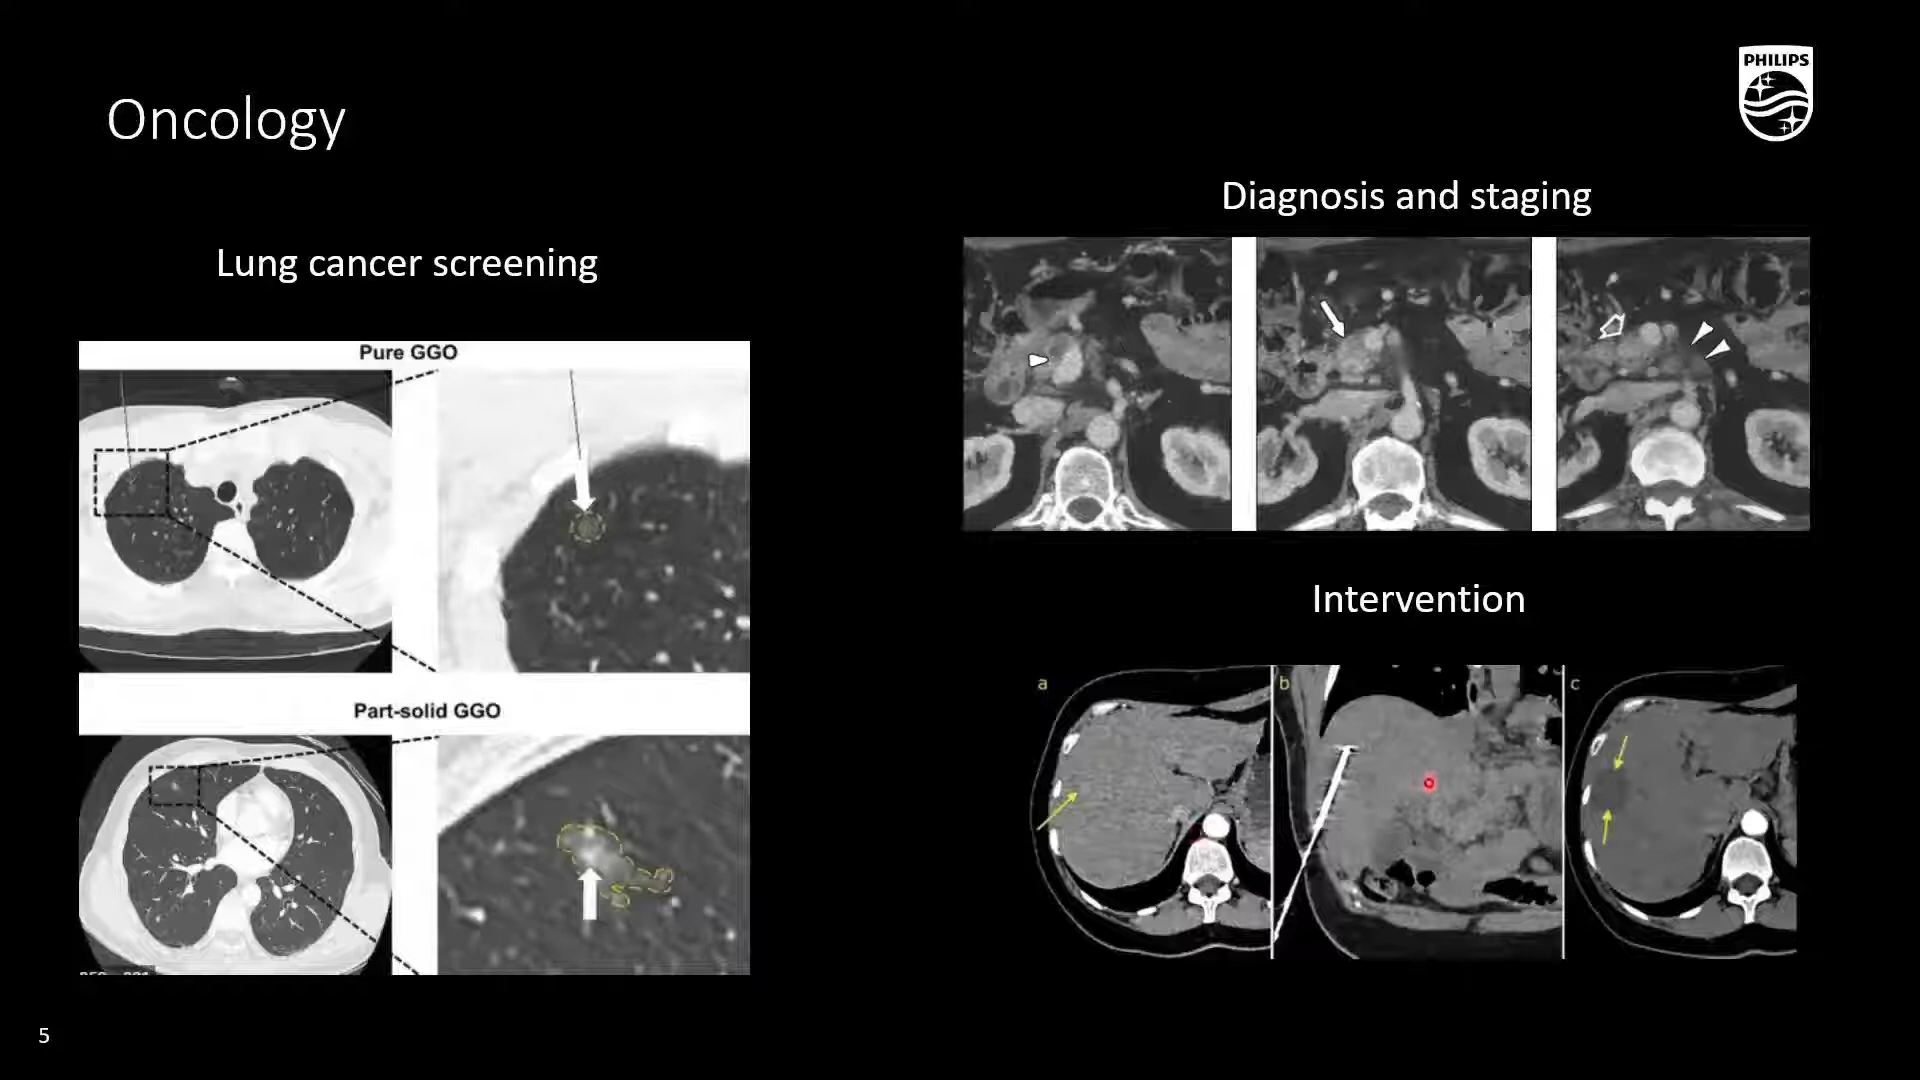 PHILIPS
Oncology
Diagnosis and staging
Lung cancer screening
Pure GGO
Part-solid GGO
Intervention
a
b
c
5